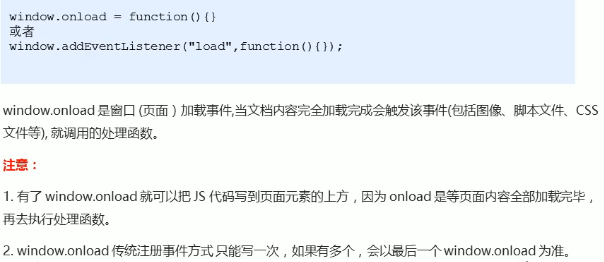 window.onload = function(){}
或者
window.addEventListener("load",function(){});
window.onload 是窗口 (页面）加载事件,当文档内容完全加载完成会触发该事件(包括图像、脚本文件、CSS
文件等), 就调用的处理函数。
注意：
1. 有了 window.onload 就可以把 JS 代码写到页面元素的上方，因为 onload 是等页面内容全部加载完毕，
再去执行处理函数。
2. window.onload 传统注册事件方式 只能写一次，如果有多个，会以最后一个 window.onload 为准。